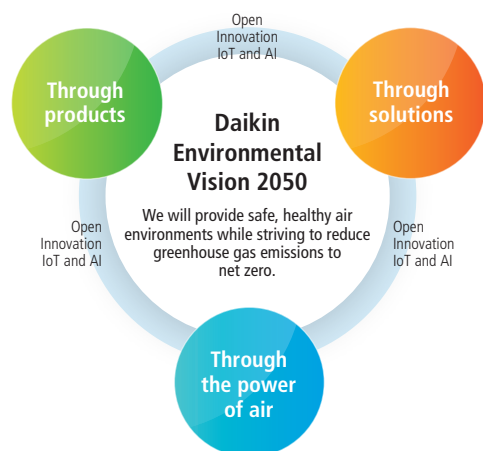 Open
Innovation
IoT and AI
Through
products
Through
solutions
Daikin
Environmental
Vision 2050
We will provide safe, healthy air
environments while striving to reduce
greenhouse gas emissions to
net zero.
Open
Innovation
IoT and AI
Open
Innovation
IoT and AI
Through
the power
of air